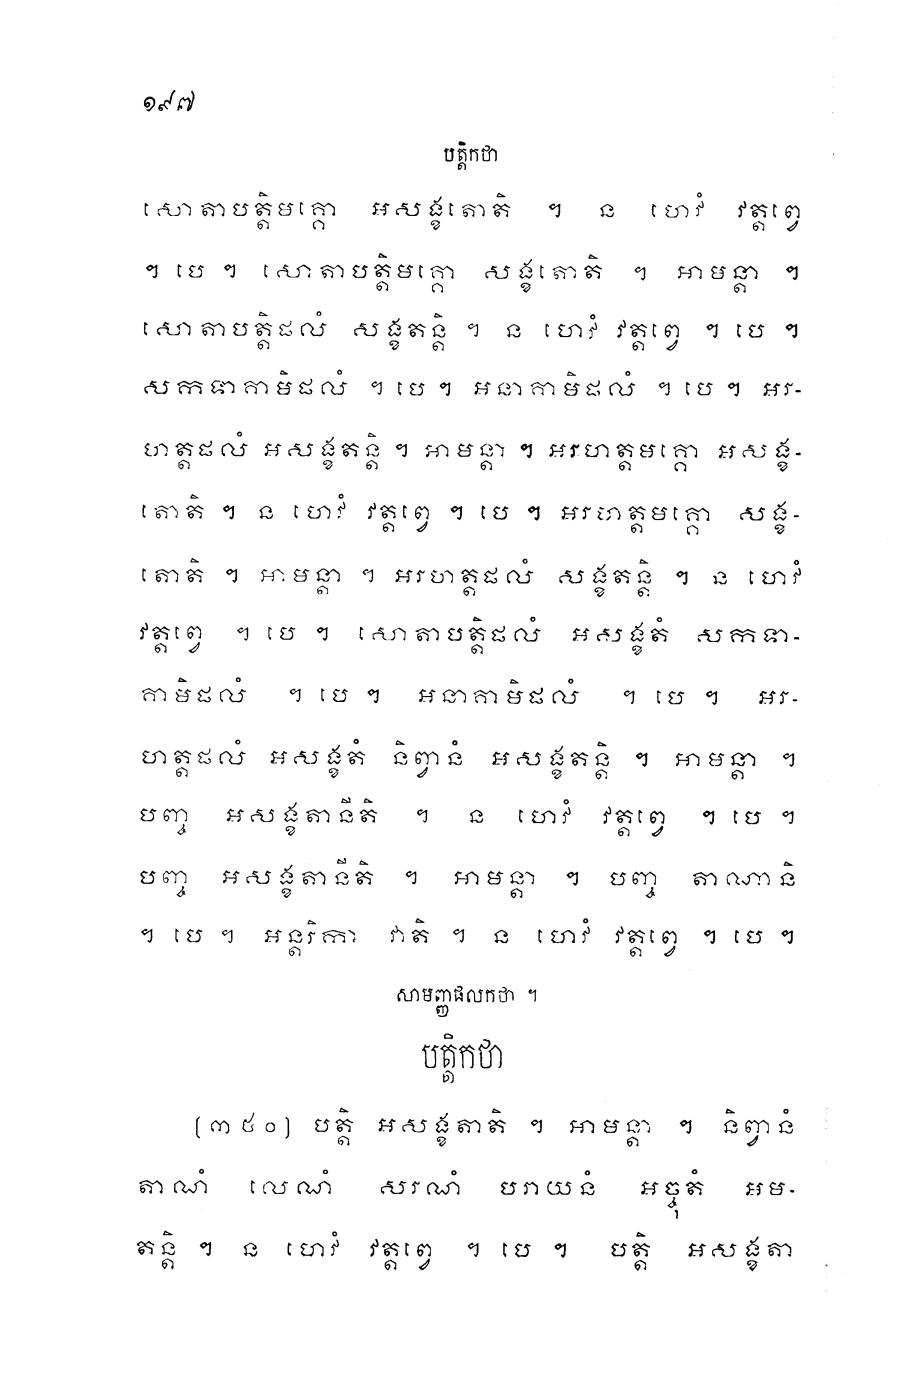 ១៩៧
បត្តិកថា
សោតាបត្តិមគ្គោ អសង្ខតោតិ ។ ន ហេវំ វត្តព្វេ
។ បេ ។ សោតាបត្តិមគ្គោ សង្ខតោតិ ។ អាមន្តា ។
សោតាបត្តិផលំ សង្ខតន្តិ ។ ន ហេវំ វត្តព្វេ ។ បេ ។
សកទាគាមិផលំ ។ បេ ។ អនាគាមិផលំ ។ បេ ។ អរ-
ហត្តផលំ អសង្ខតន្តិ ។ អាមន្តា ។ អរហត្តមគ្គោ អសង្ខ-
តោតិ ។ ន ហេវំ វត្តព្វេ ។ បេ ។ អរហត្តមគ្គោ សង្ខ-
តោតិ ។ អាមន្តា ។ អរហត្តផលំ សង្ខតន្តិ ។ ន ហេវំ
វត្តព្វេ ។ បេ ។ សោតាបត្តិផលំ អសង្ខតំ សកទា-
គាមិផលំ ។ បេ ។ អនាគាមិផលំ ។ បេ ។ អរ-
ហត្តផលំ អសង្ខតំ និព្វានំ អសង្ខតន្តិ ។ អាមន្តា ។
បញ្ច អសង្ខតានីតិ ។ ន ហេវំ វត្តព្វេ ។ បេ ។
បញ្ច អសង្ខតានីតិ ។ អាមន្តា ។ បញ្ច តាណានិ
។ បេ ។ អន្តរិកា វាតិ ។ ន ហេវំ វត្តព្វេ ។ បេ ។
សាមញ្ញផលកថា ។
បត្តិកថា
[៣៥០] បត្តិ អសង្ខតាតិ ។ អាមន្តា ។ និព្វានំ
តាណំ លេណំ សរណំ បរាយនំ អច្ចុតំ អម-
តន្តិ ។ ន ហេវំ វត្តព្វេ ។ បេ ។ បត្តិ អសង្ខតា